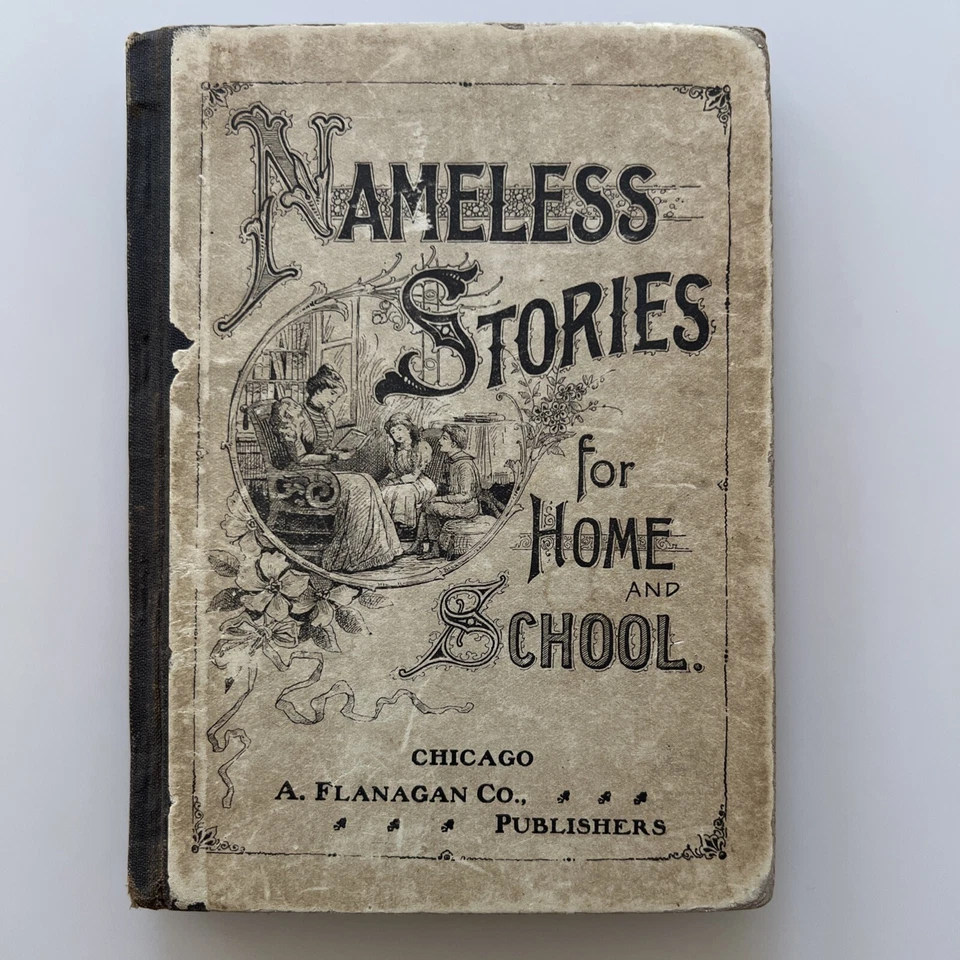 NAMELESS
STORIES
for
HOME
AND
SCHOOL.
CHICAGO
A. FLANAGAN CO.,
PUBLISHERS